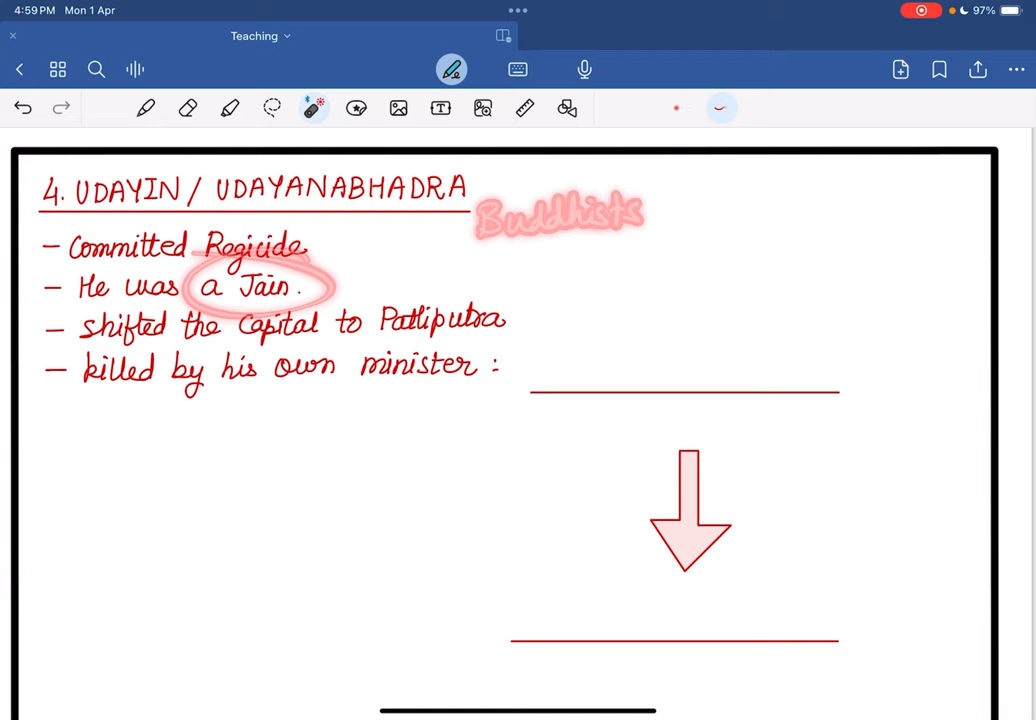 4:59 PM Mon 1 Apr
97%
Teaching
4. UDAYIN / UDAYANABHADRA
Buddhists
- Committed Regicide
- He was a Jain.
- shifted the Capital to Patliputra
- killed by his own minister :